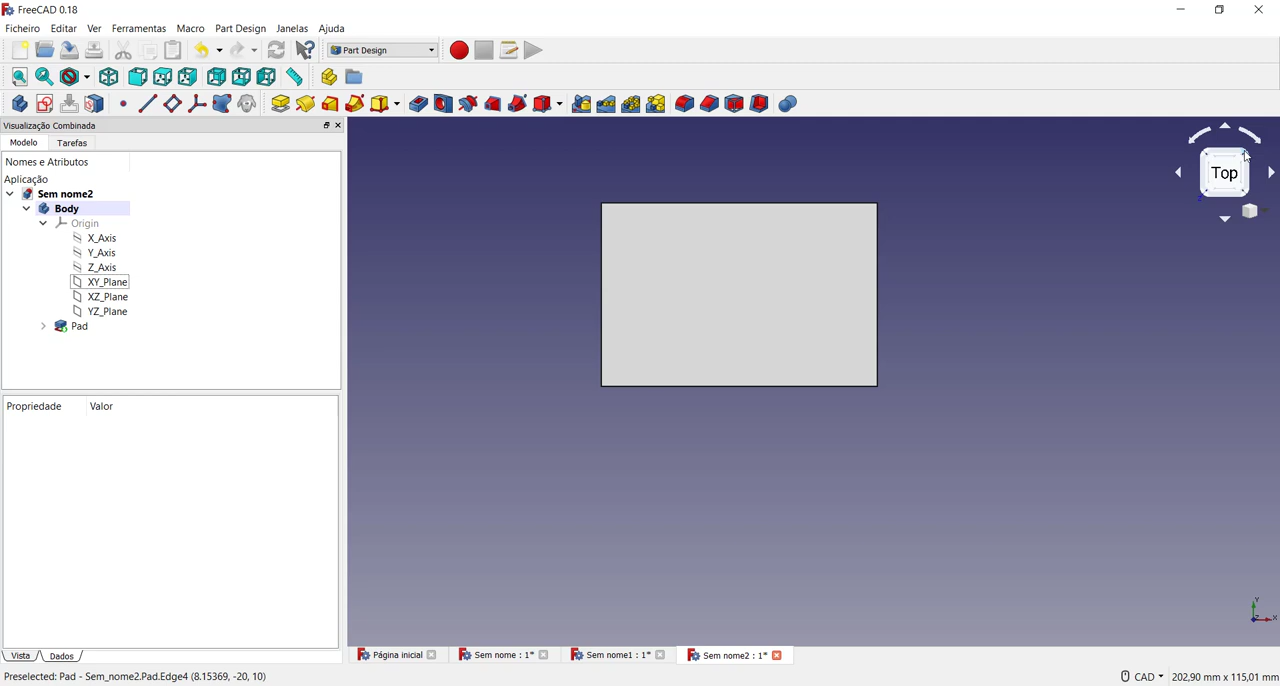 FreeCAD 0.18
Ficheiro Editar Ver Ferramentas Macro Part Design Janelas Ajuda
Part Design
Visualização Combinada
Modelo Tarefas
Nomes e Atributos
Aplicação
Sem nome2
Body
Origin
X_Axis
Y_Axis
Z_Axis
XY_Plane
XZ_Plane
YZ_Plane
Pad
Top
Z
Propriedade Valor
Y
Z X
Vista Dados
Página inicial Sem nome : 1* Sem nome1 : 1* Sem nome2 : 1*
Preselected: Pad - Sem_nome2.Pad.Edge4 (8.15369, -20, 10) CAD 202,90 mm x 115,01 mm